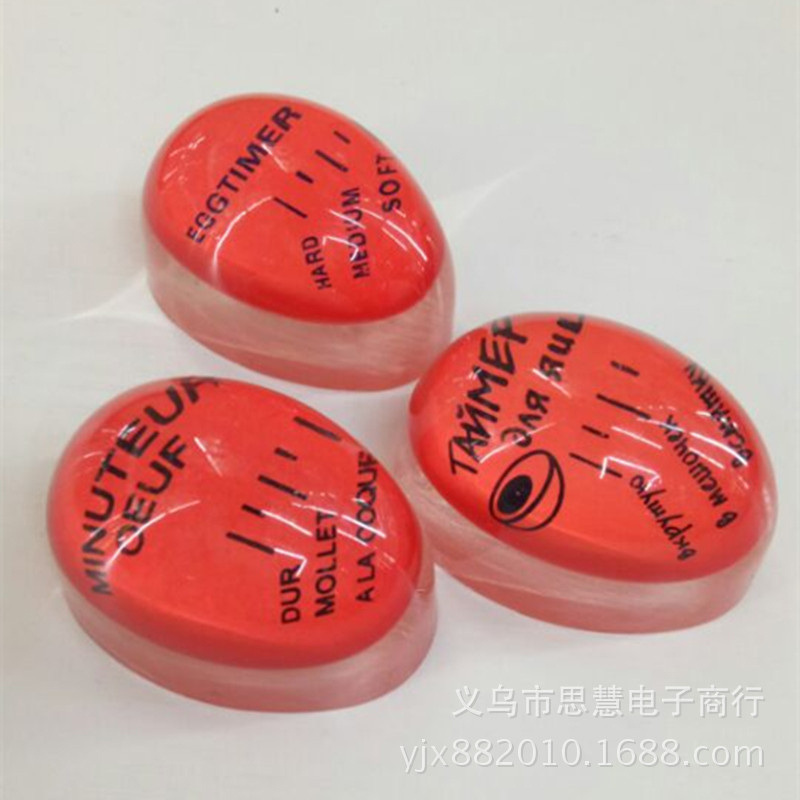 EGGTIMER
HARD
MEDIUM
SOFT
MINUTEUR
OEUF
DUR
MOLLET
A LA COQUE
ТАЙМЕР
для яиц
вкрутую
в мешочек
всмятку
义乌市思慧电子商行
yjx882010.1688.com